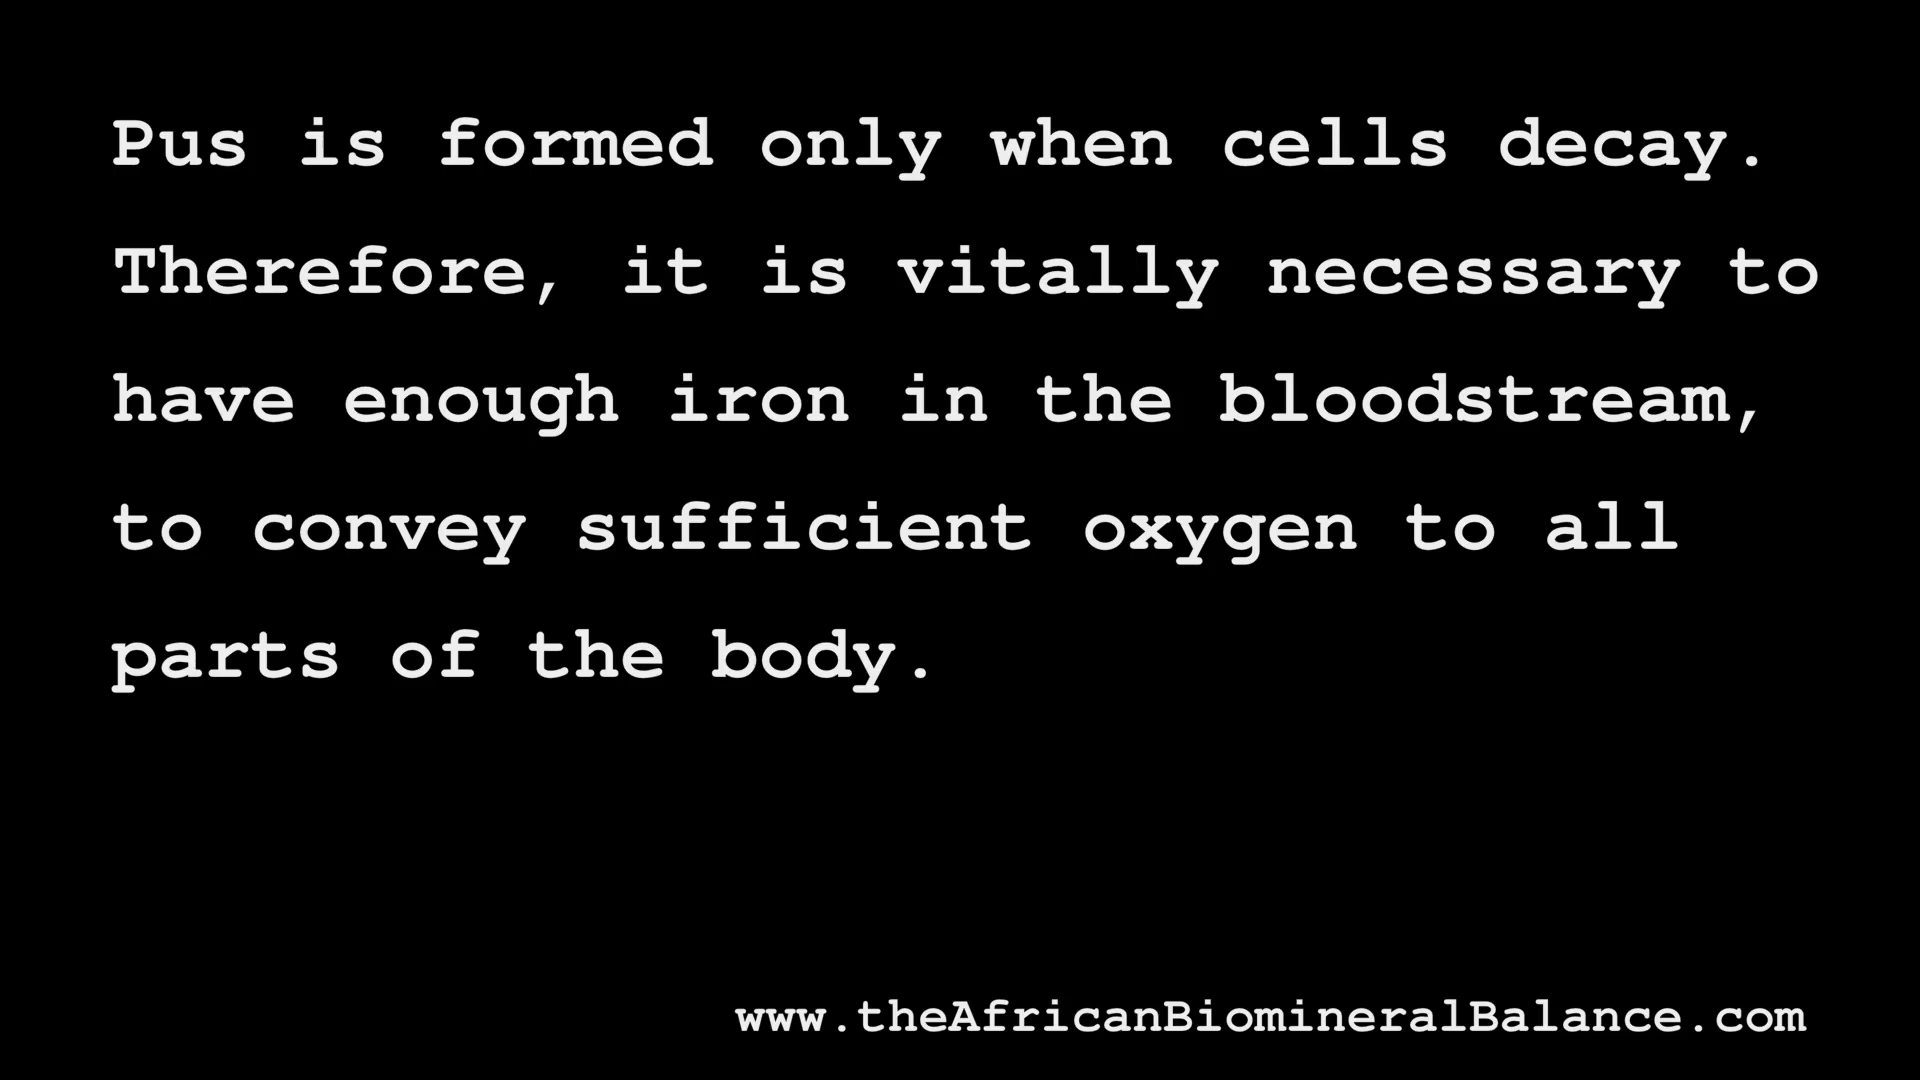 Pus is formed only when cells decay.
Therefore, it is vitally necessary to
have enough iron in the bloodstream,
to convey sufficient oxygen to all
parts of the body.
www.theAfricanBiomineralBalance.com